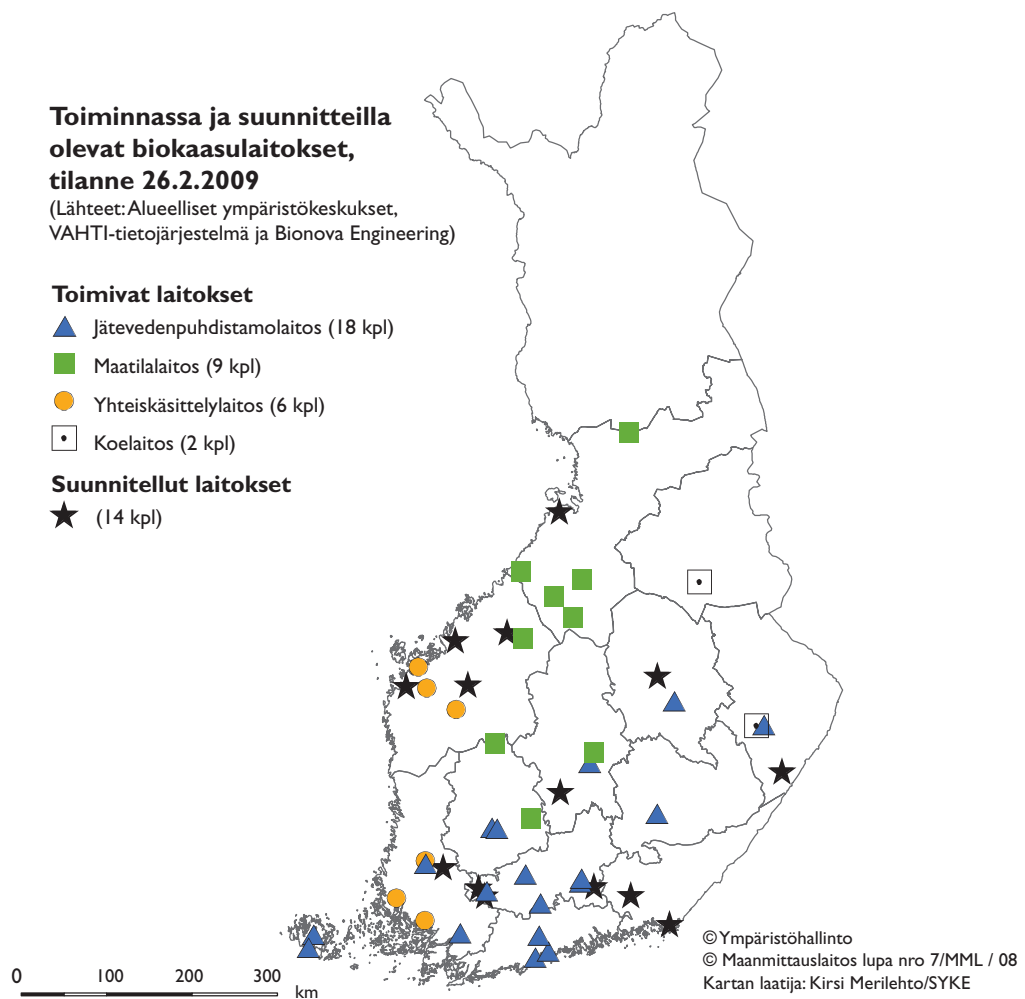 Toiminnassa ja suunnitteilla
olevat biokaasulaitokset,
tilanne 26.2.2009
(Lähteet: Alueelliset ympäristökeskukset,
VAHTI-tietojärjestelmä ja Bionova Engineering)
Toimivat laitokset
Jätevedenpuhdistamolaitos (18 kpl)
Maatilalaitos (9 kpl)
Yhteiskäsittelylaitos (6 kpl)
Koelaitos (2 kpl)
Suunnitellut laitokset
(14 kpl)
0 100 200 300
km
© Ympäristöhallinto
© Maanmittauslaitos lupa nro 7/MML / 08
Kartan laatija: Kirsi Merilehto/SYKE